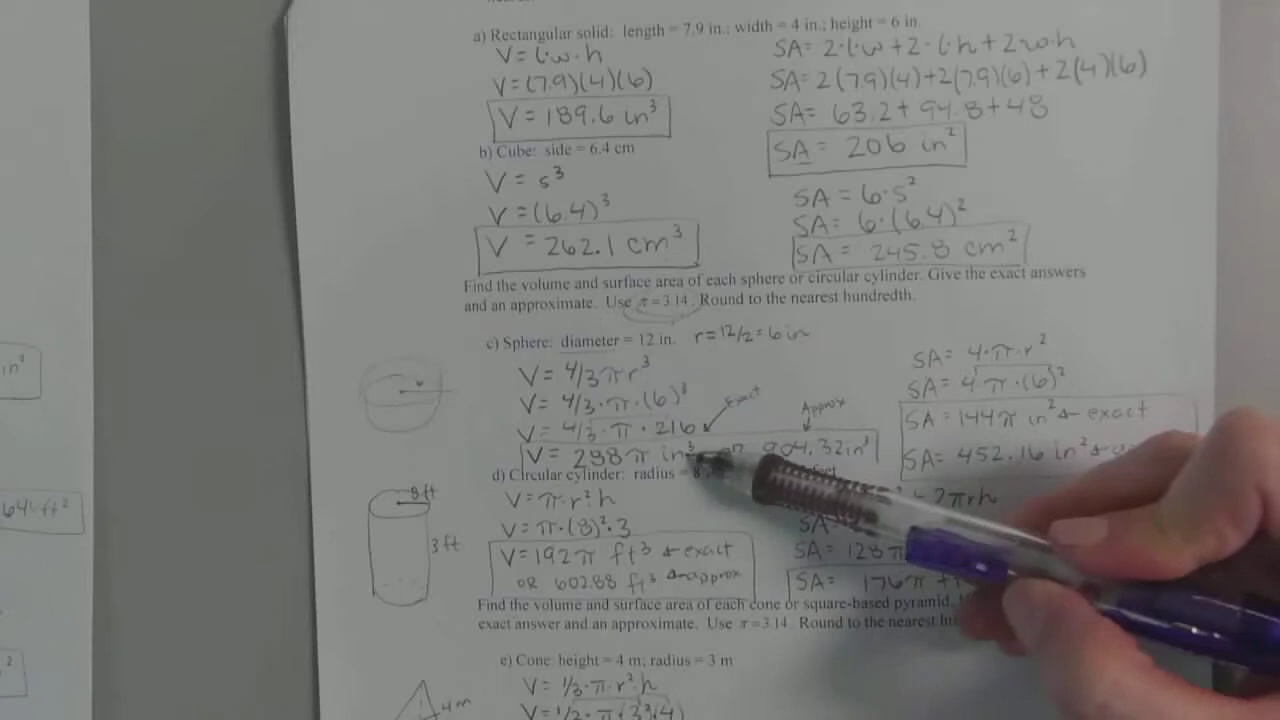 a) Rectangular solid: length = 7.9 in.; width = 4 in.; height = 6 in.
V = l·w·h
V = (7.9)(4)(6)
V = 189.6 in³
SA = 2·l·w + 2·l·h + 2w·h
SA = 2(7.9)(4) + 2(7.9)(6) + 2(4)(6)
SA = 63.2 + 94.8 + 48
SA = 206 in²
b) Cube: side = 6.4 cm
V = s³
V = (6.4)³
V = 262.1 cm³
SA = 6·s²
SA = 6·(6.4)²
SA = 245.8 cm²
Find the volume and surface area of each sphere or circular cylinder. Give the exact answers
and an approximate. Use π = 3.14. Round to the nearest hundredth.
c) Sphere: diameter = 12 in. r = 12/2 = 6 in
V = 4/3πr³
V = 4/3·π·(6)³
V = 4/3·π·216
Exact
Approx
V = 288π in³ 904.32 in³
SA = 4·π·r²
SA = 4π·(6)²
SA = 144π in² exact
SA = 452.16 in²
d) Circular cylinder: radius =
8 ft
3 ft
V = π·r²·h
V = π·(8)²·3
V = 192π ft³ exact
OR 602.88 ft³ approx
2πrh
SA
SA = 128π
SA = 176π +
Find the volume and surface area of each cone or square-based pyramid.
exact answer and an approximate. Use π = 3.14. Round to the nearest
e) Cone: height = 4 m; radius = 3 m
V = 1/3·π·r²·h
4 m
in²
64 ft²
2